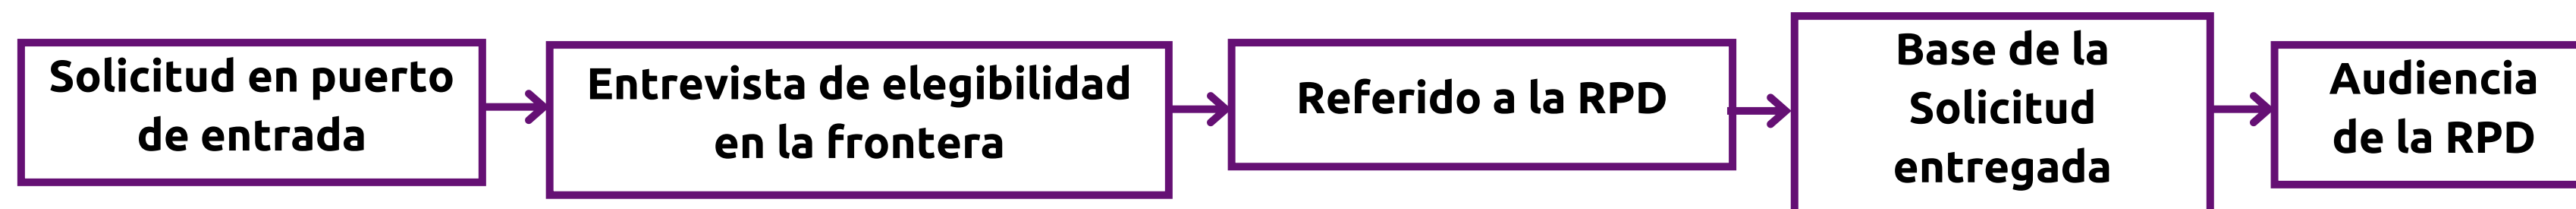 Solicitud en puerto
de entrada
Entrevista de elegibilidad
en la frontera
Referido a la RPD
Base de la
Solicitud
entregada
Audiencia
de la RPD